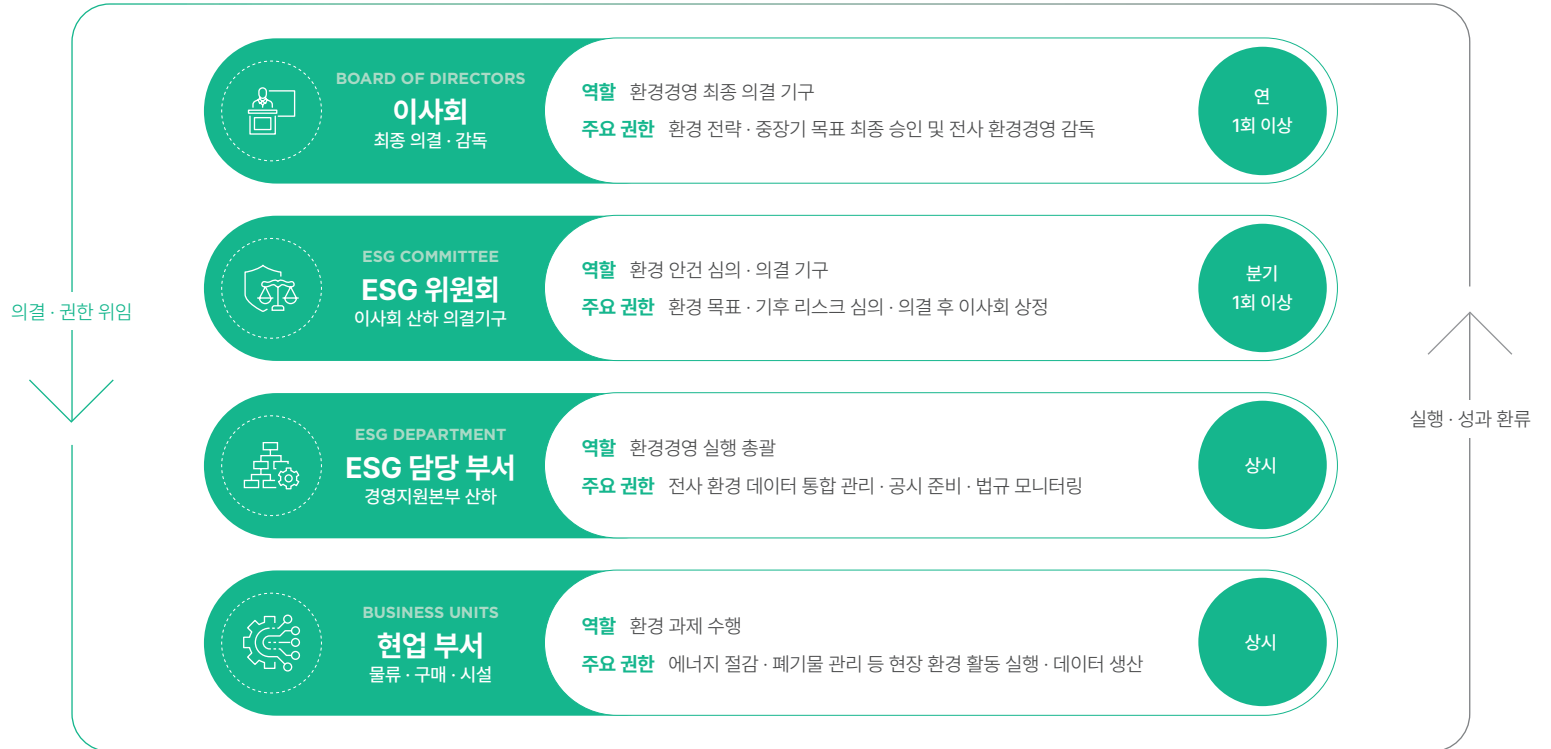 BOARD OF DIRECTORS
이사회
최종 의결 · 감독
역할 환경경영 최종 의결 기구
주요 권한 환경 전략 · 중장기 목표 최종 승인 및 전사 환경경영 감독
연
1회 이상
ESG COMMITTEE
ESG 위원회
이사회 산하 의결기구
역할 환경 안건 심의 · 의결 기구
주요 권한 환경 목표 · 기후 리스크 심의 · 의결 후 이사회 상정
분기
1회 이상
의결 · 권한 위임
ESG DEPARTMENT
ESG 담당 부서
경영지원본부 산하
역할 환경경영 실행 총괄
주요 권한 전사 환경 데이터 통합 관리 · 공시 준비 · 법규 모니터링
상시
실행 · 성과 환류
BUSINESS UNITS
현업 부서
물류 · 구매 · 시설
역할 환경 과제 수행
주요 권한 에너지 절감 · 폐기물 관리 등 현장 환경 활동 실행 · 데이터 생산
상시